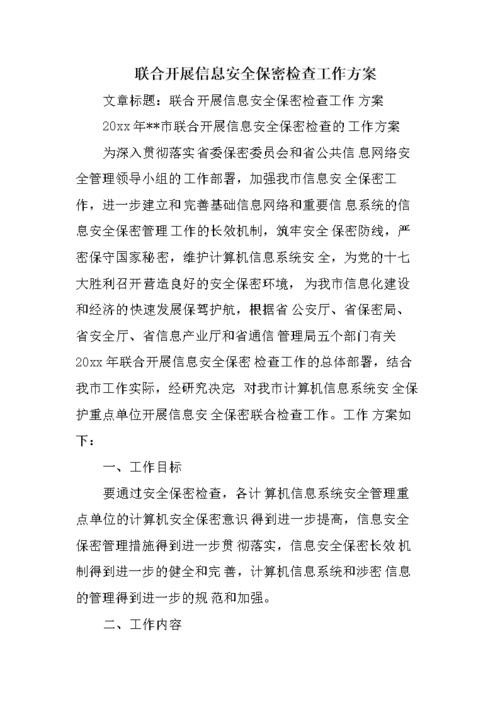 联合开展信息安全保密检查工作方案
文章标题：联合开展信息安全保密检查工作方案
20xx年**市联合开展信息安全保密检查的工作方案
为深入贯彻落实省委保密委员会和省公共信息网络安
全管理领导小组的工作部署，加强我市信息安全保密工
作，进一步建立和完善基础信息网络和重要信息系统的信
息安全保密管理工作的长效机制，筑牢安全保密防线，严
密保守国家秘密，维护计算机信息系统安全，为党的十七
大胜利召开营造良好的安全保密环境，为我市信息化建设
和经济的快速发展保驾护航，根据省公安厅、省保密局、
省安全厅、省信息产业厅和省通信管理局五个部门有关
20xx年联合开展信息安全保密检查工作的总体部署，结合
我市工作实际，经研究决定，对我市计算机信息系统安全保
护重点单位开展信息安全保密联合检查工作。工作方案如
下：
一、工作目标
要通过安全保密检查，各计算机信息系统安全管理重
点单位的计算机安全保密意识得到进一步提高，信息安全
保密管理措施得到进一步贯彻落实，信息安全保密长效机
制得到进一步的健全和完善，计算机信息系统和涉密信息
的管理得到进一步的规范和加强。
二、工作内容